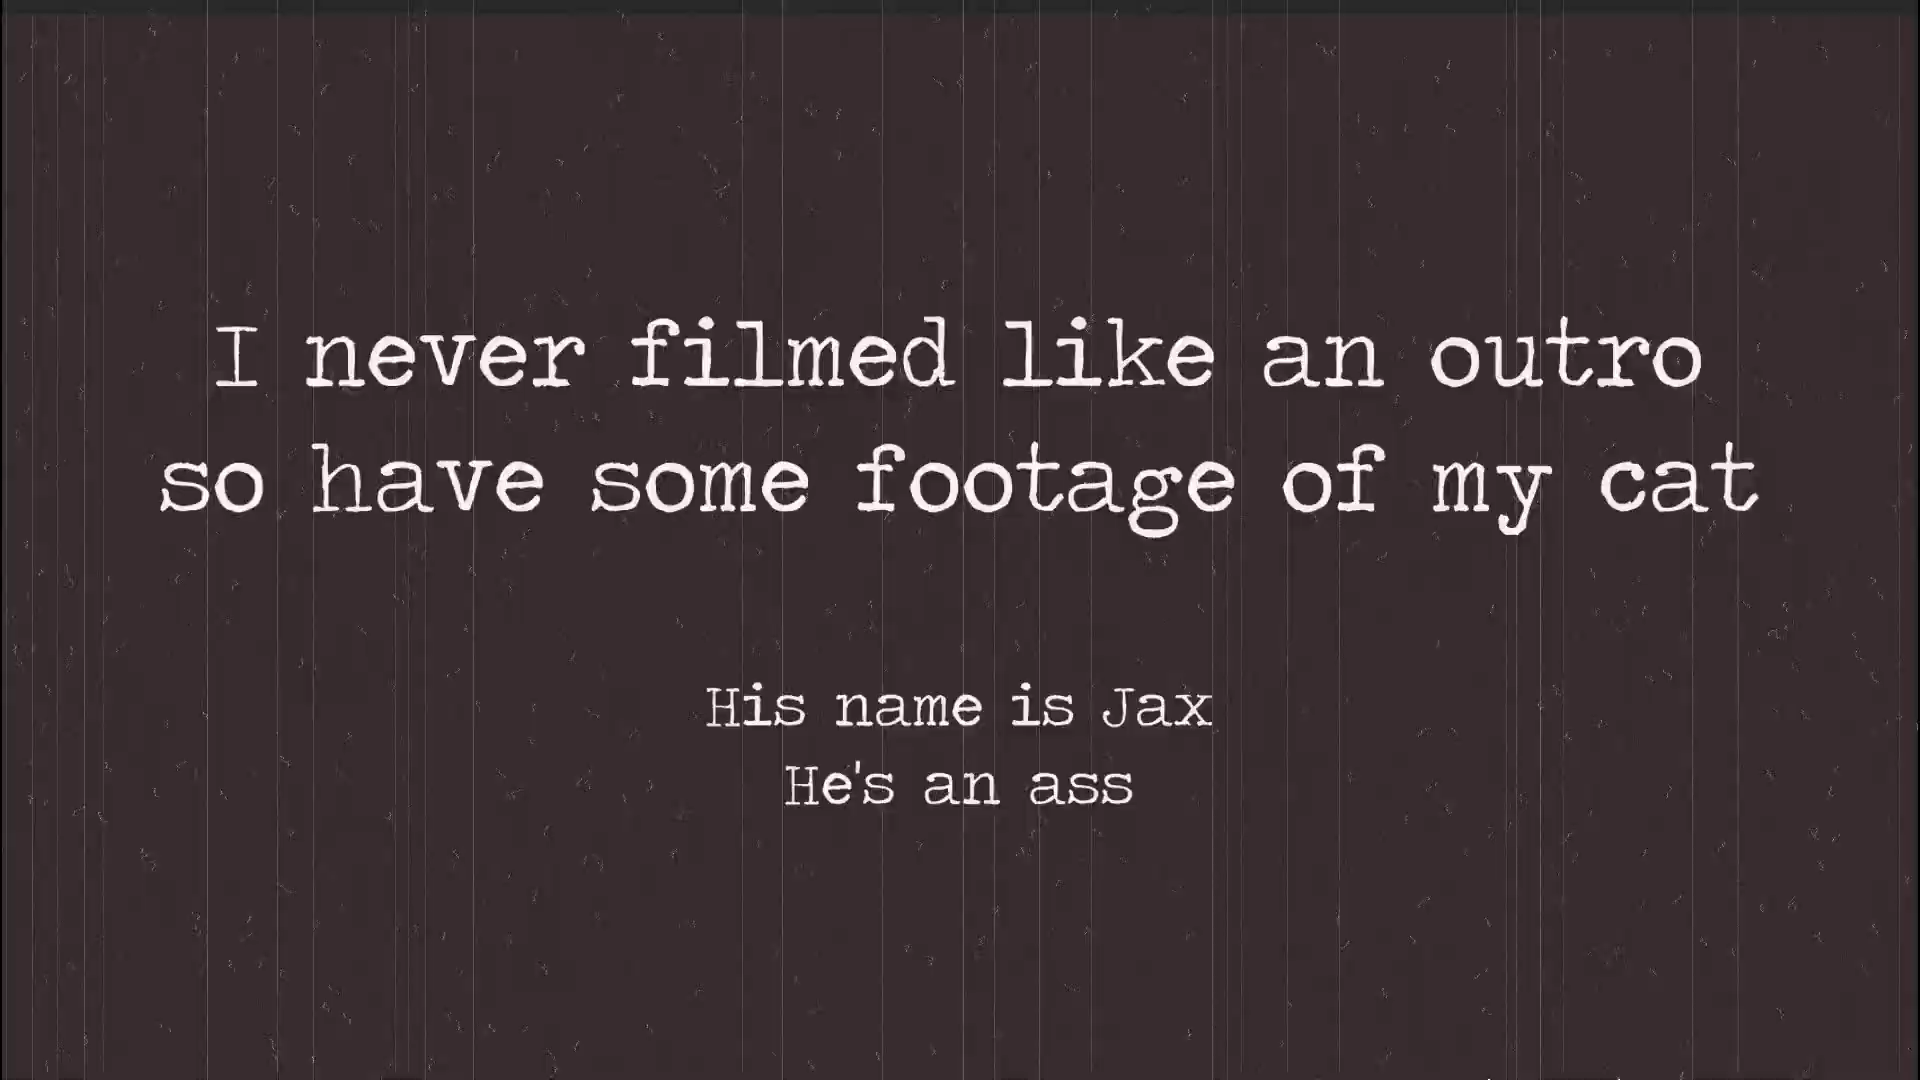 I never filmed like an outro
so have some footage of my cat
His name is Jax
He's an ass